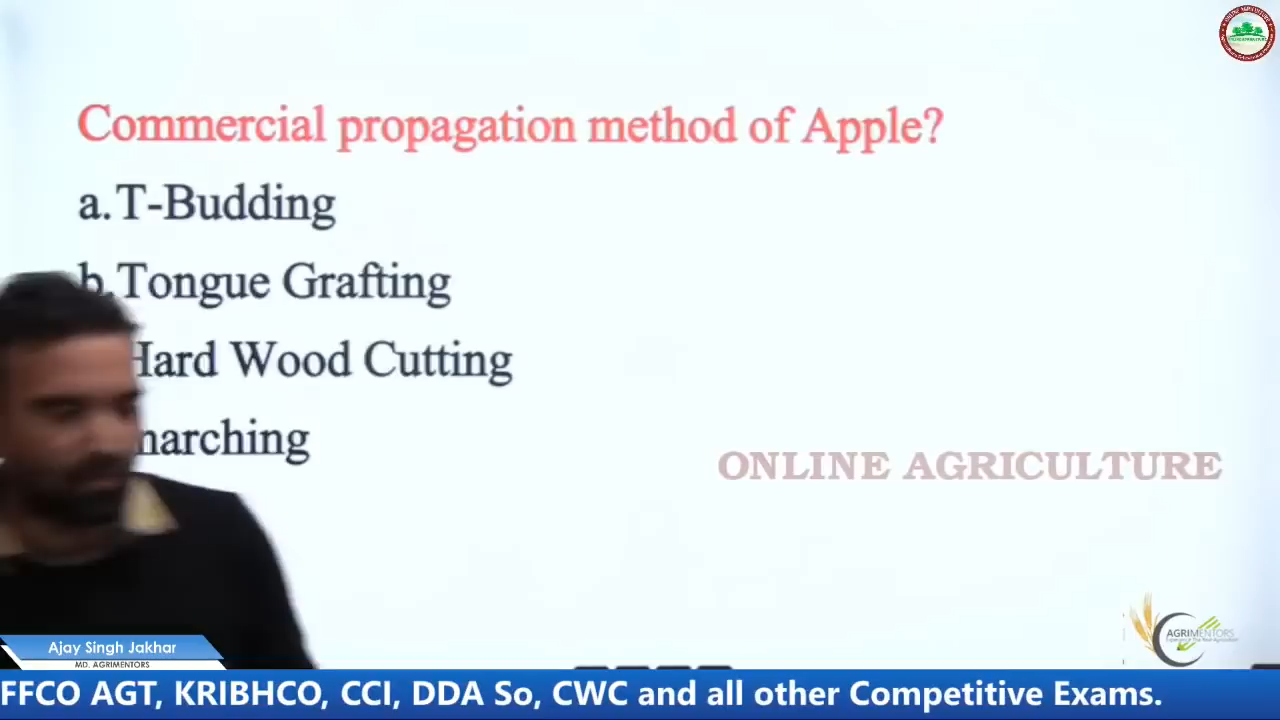 Commercial propagation method of Apple?
a. T-Budding
b. Tongue Grafting
Hard Wood Cutting
narching
ONLINE AGRICULTURE
AGRIMENTORS
Ajay Singh Jakhar
MD. AGRIMENTORS
FFCO AGT, KRIBHCO, CCI, DDA So, CWC and all other Competitive Exams.